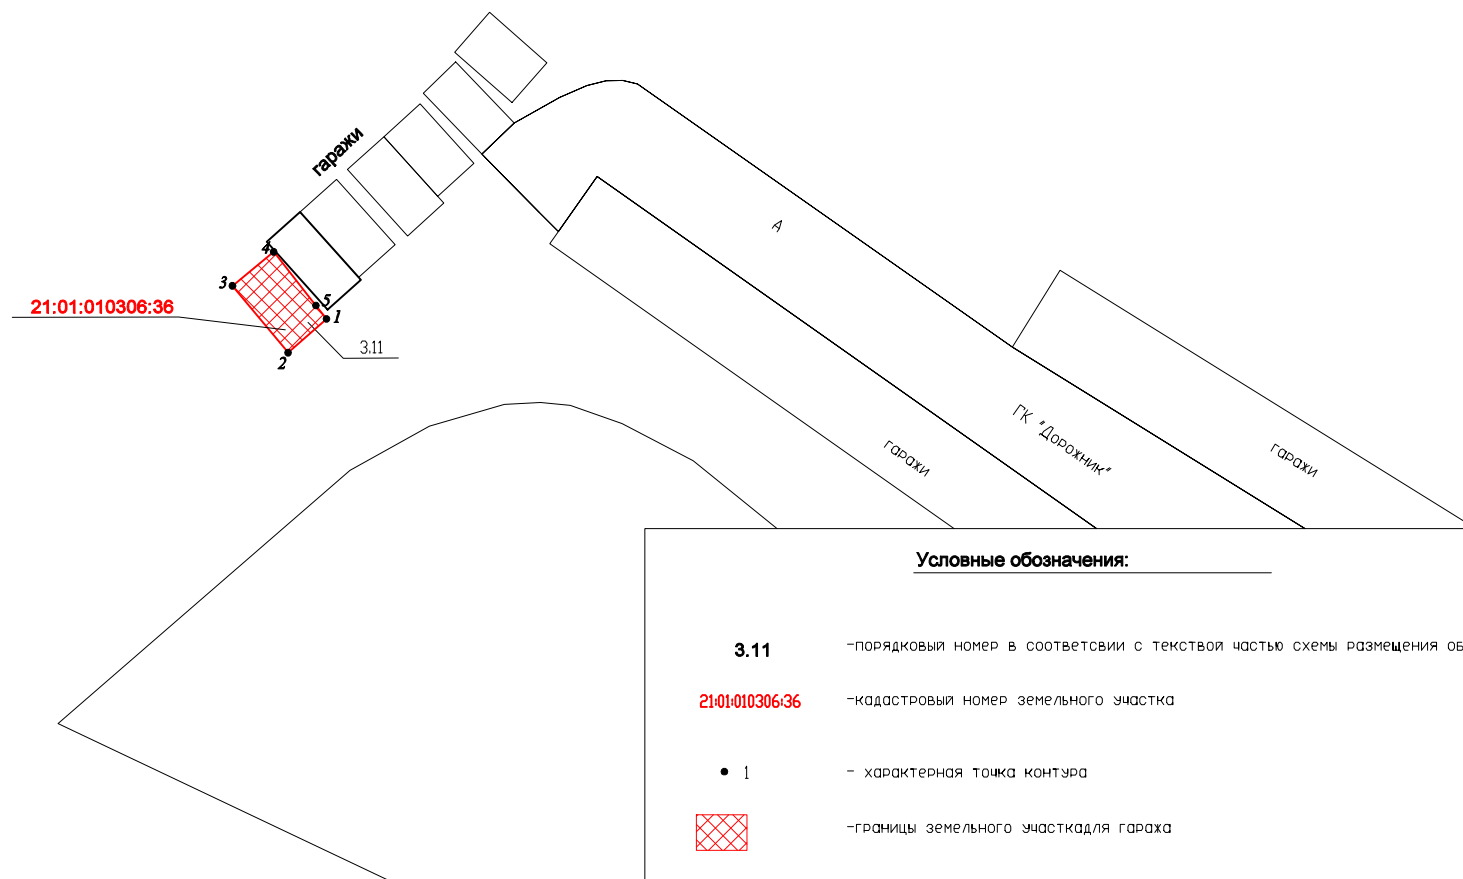 гаражи
А
4
3
5
1
21:01:010306:36
3.11
2
ГК "Дорожник"
гаражи
гаражи
Условные обозначения:
3.11 -порядковый номер в соответсвии с текствой частью схемы размещения об
21:01:010306:36 -кадастровый номер земельного участка
1 - характерная точка контура
-границы земельного участкадля гаража